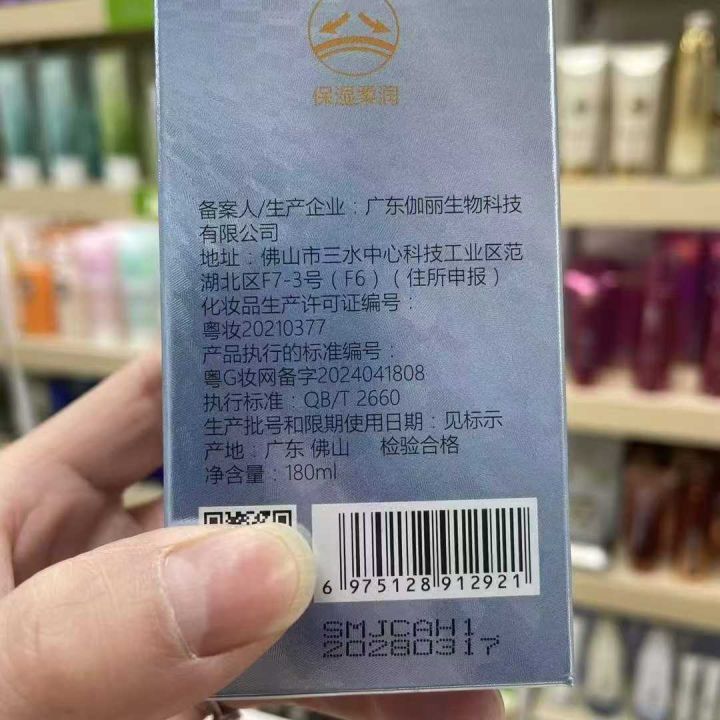 保湿柔润
备案人/生产企业：广东伽丽生物科技
有限公司
地址：佛山市三水中心科技工业区范
湖北区F7-3号（F6）（住所申报）
化妆品生产许可证编号：
粤妆20210377
产品执行的标准编号：
粤G妆网备字2024041808
执行标准：QB/T 2660
生产批号和限期使用日期：见标示
产地：广东 佛山 检验合格
净含量：180ml
6 975128 912921
SMJCAH1
20280317